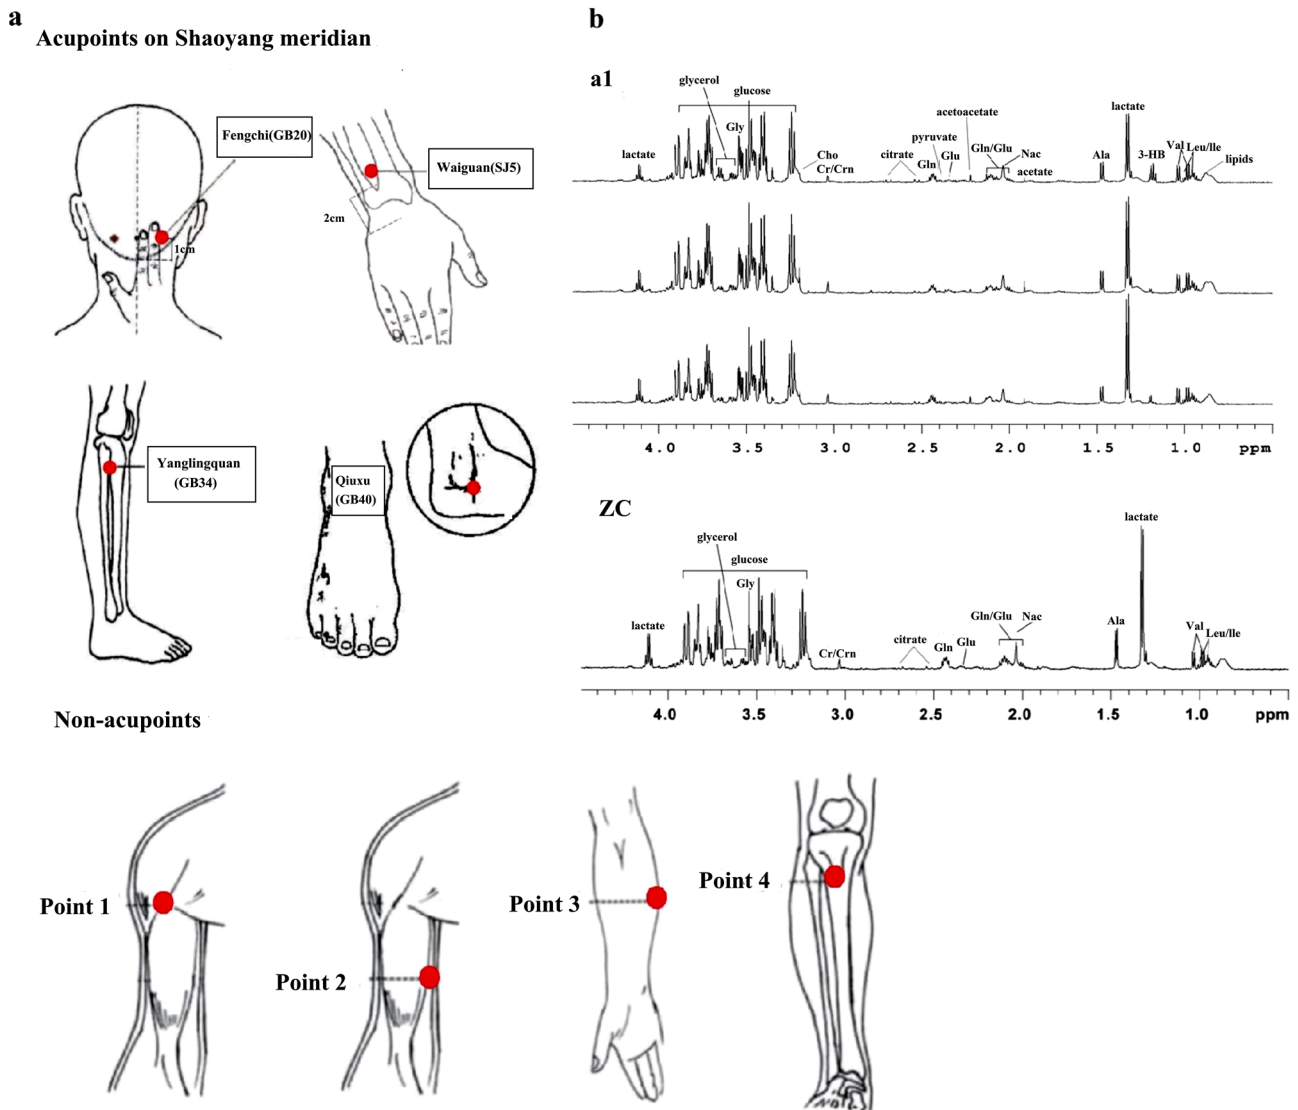 a
Acupoints on Shaoyang meridian
Fengchi(GB20)
1cm
Waiguan(SJ5)
2cm
Yanglingquan
(GB34)
Qiuxu
(GB40)
Non-acupoints
Point 1
Point 2
Point 3
Point 4
b
a1
lactate
glycerol
glucose
Gly
Cho
Cr/Crn
citrate
Gln
pyruvate
Glu
acetoacetate
Gln/Glu
Nac
acetate
Ala
lactate
3-HB
Val
Leu/lle
lipids
4.0 3.5 3.0 2.5 2.0 1.5 1.0 ppm
ZC
lactate
glycerol
glucose
Gly
Cr/Crn
citrate
Gln
Glu
Gln/Glu
Nac
Ala
lactate
Val
Leu/lle
4.0 3.5 3.0 2.5 2.0 1.5 1.0 ppm